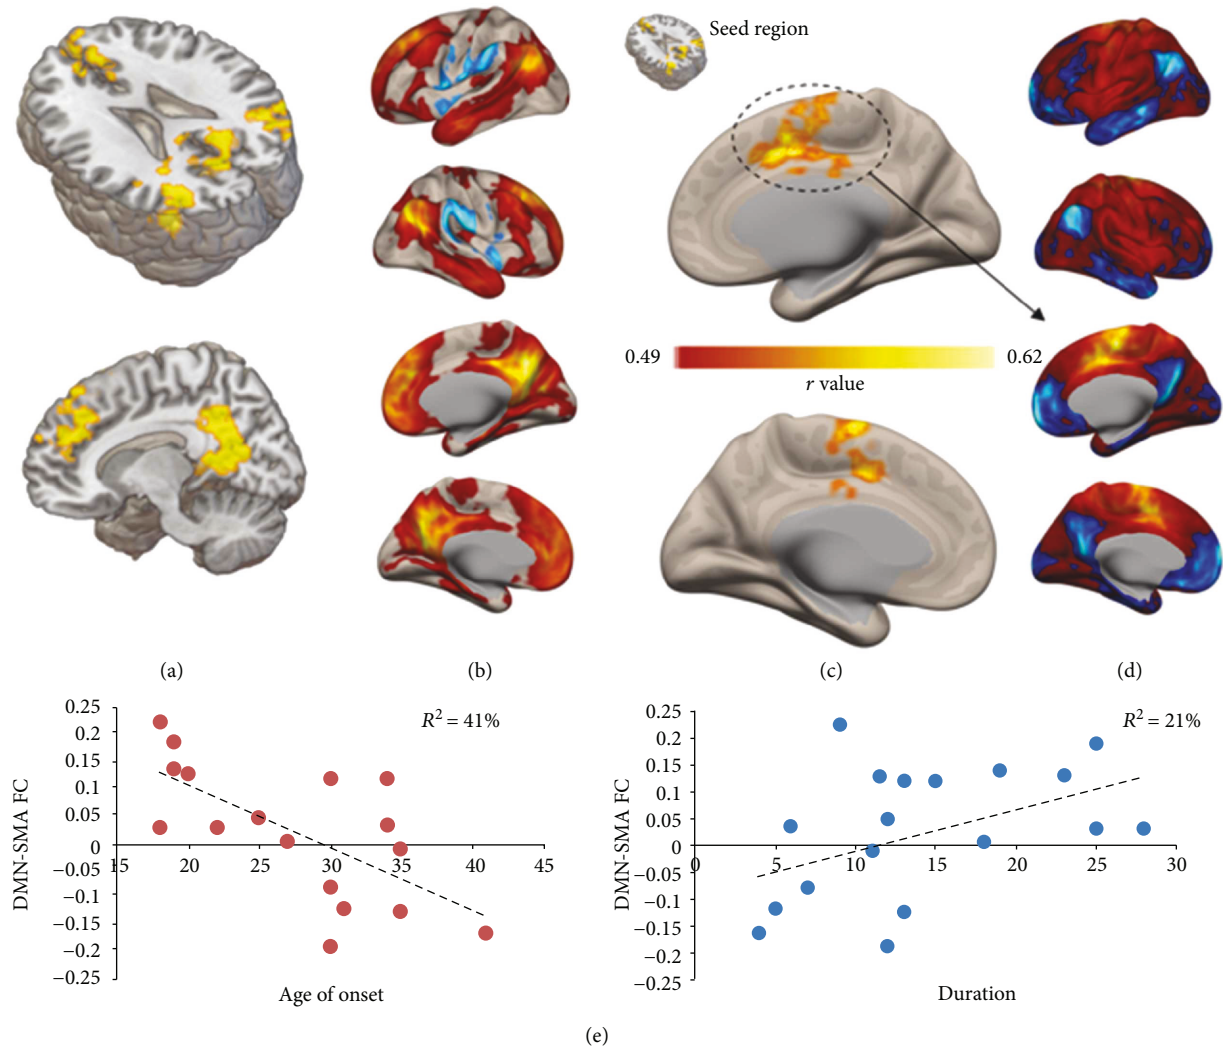 Seed region
0.49
0.62
r value
(a)
(b)
(c)
(d)
0.25
0.2
0.15
0.1
0.05
0
−0.05
−0.1
−0.15
−0.2
−0.25
DMN-SMA FC
R² = 41%
15 20 25 30 35 40 45
Age of onset
0.25
0.2
0.15
0.1
0.05
0
−0.05
−0.1
−0.15
−0.2
−0.25
DMN-SMA FC
R² = 21%
0 5 10 15 20 25 30
Duration
(e)